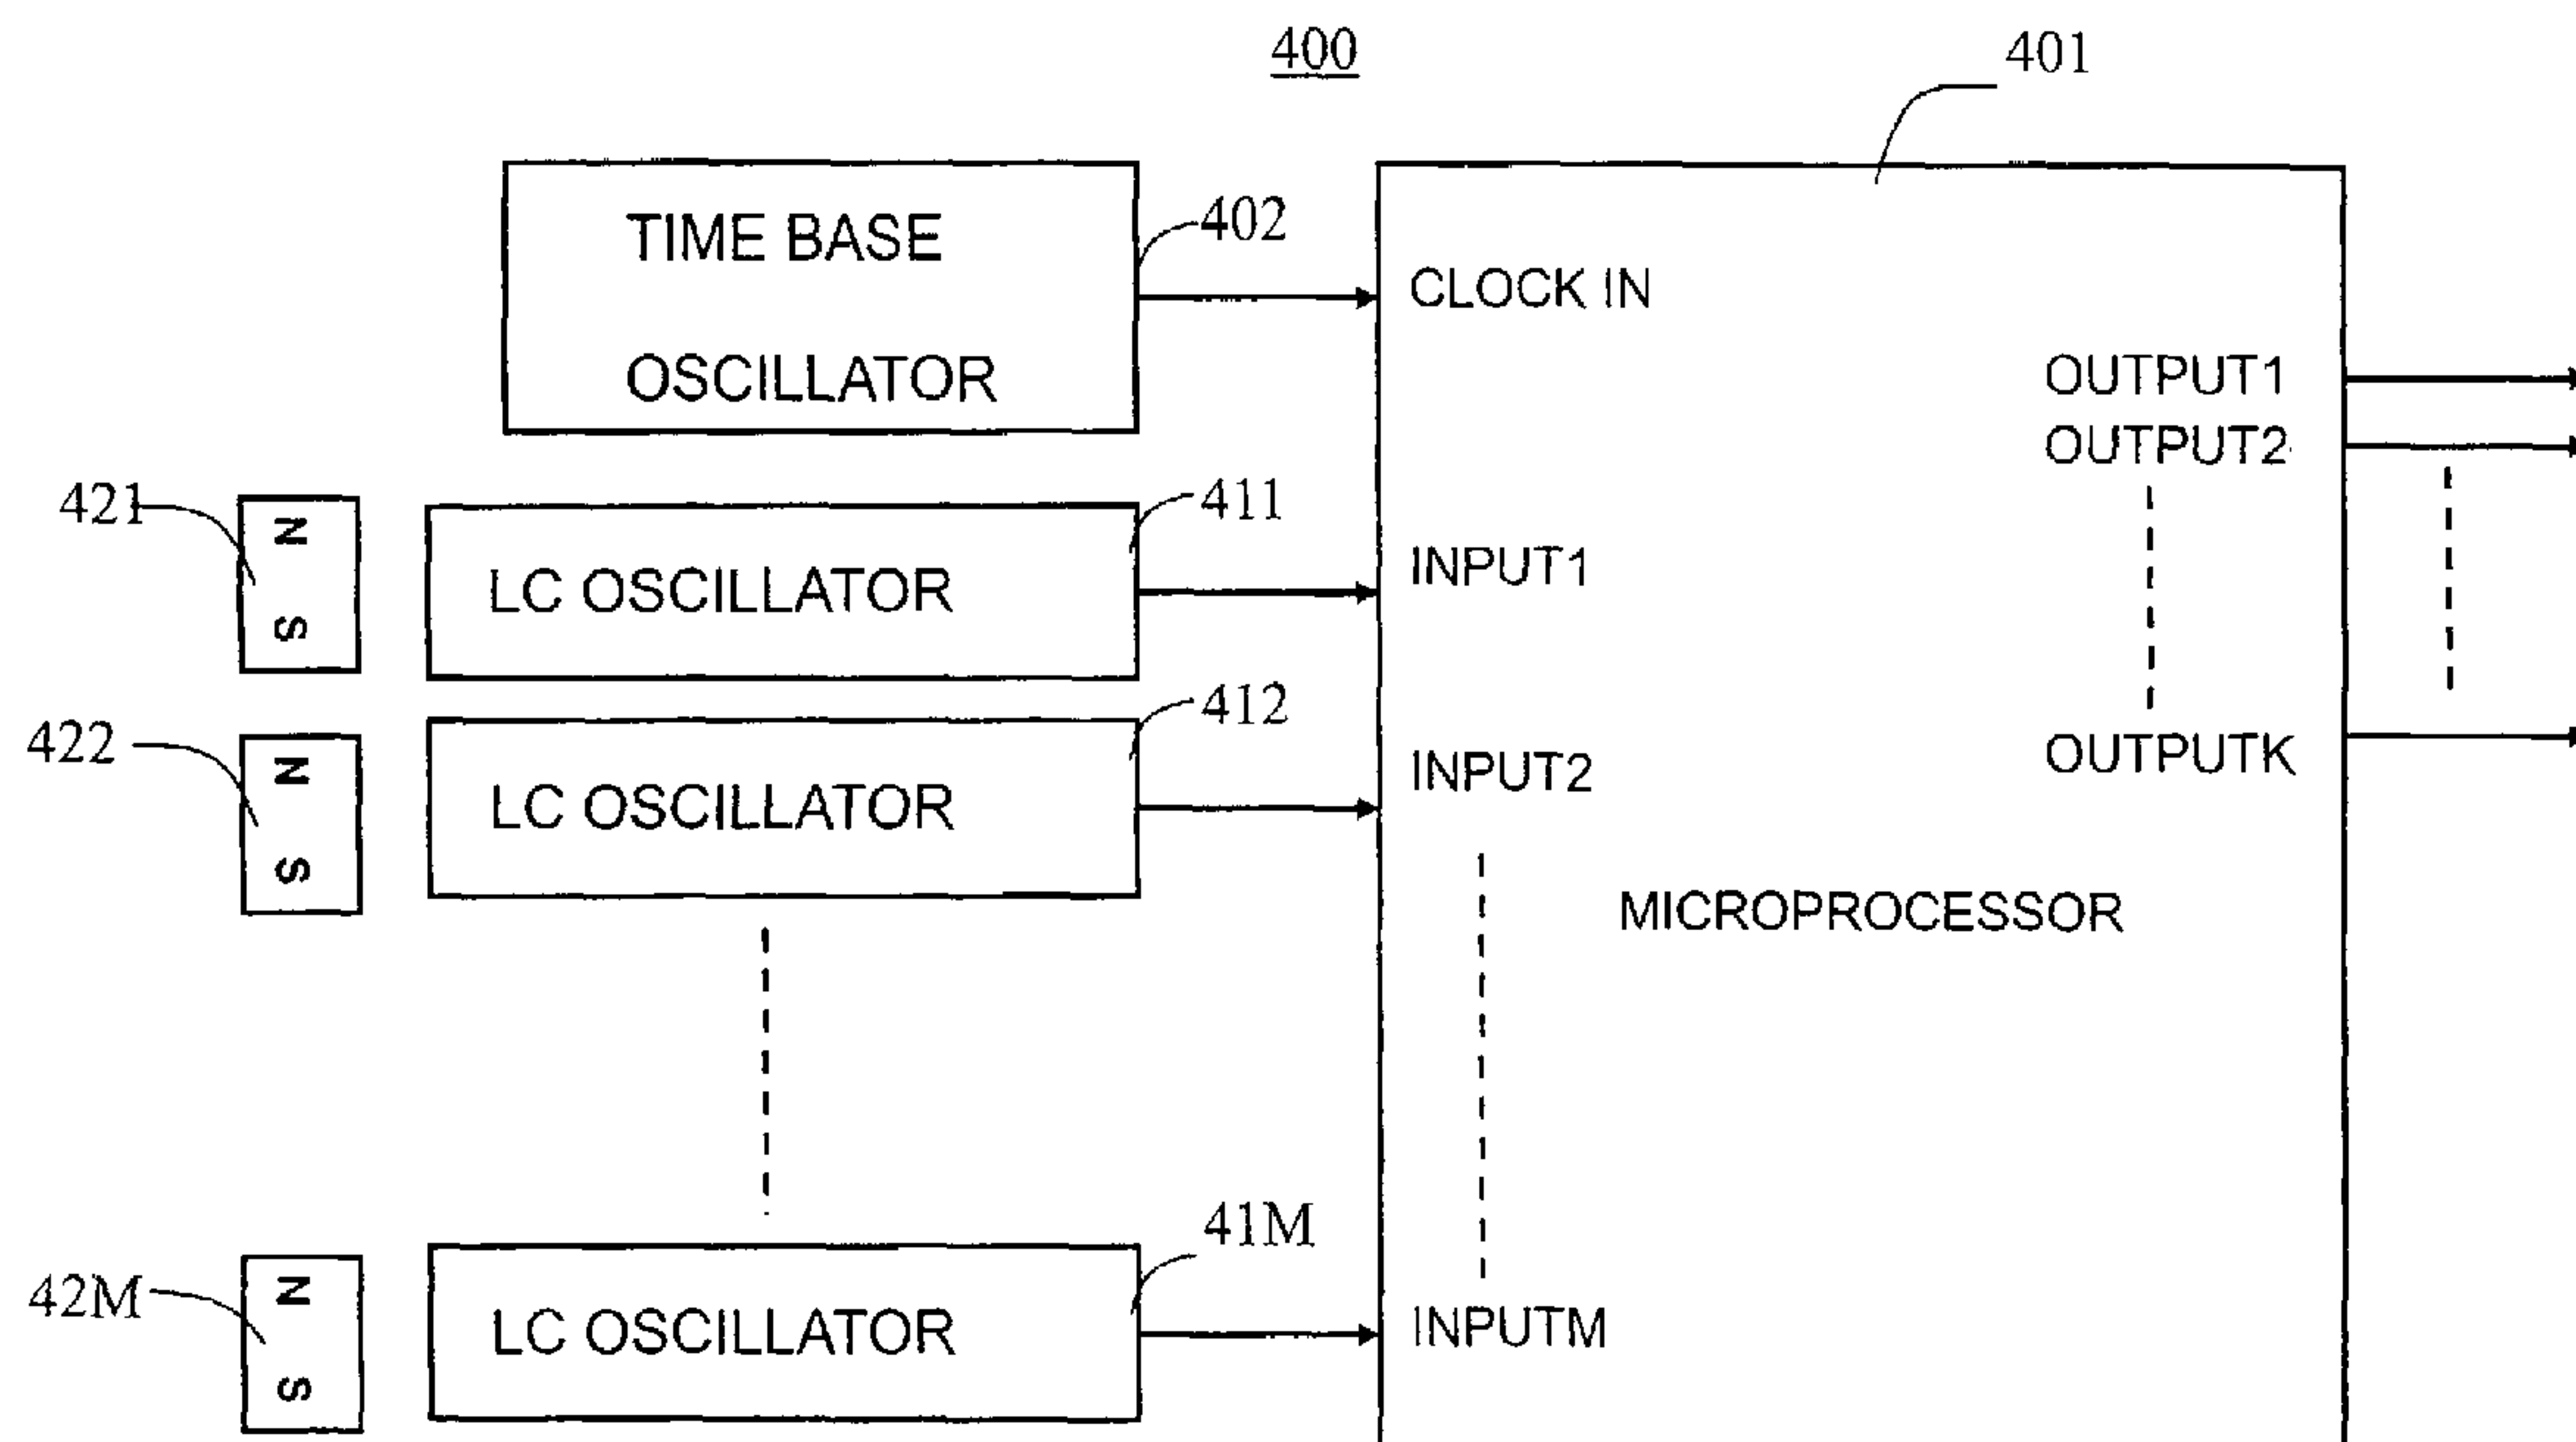 400
401
TIME BASE
OSCILLATOR
402
CLOCK IN
OUTPUT1
OUTPUT2
421
N
S
LC OSCILLATOR
411
INPUT1
422
N
S
LC OSCILLATOR
412
INPUT2
OUTPUTK
MICROPROCESSOR
42M
N
S
LC OSCILLATOR
41M
INPUTM